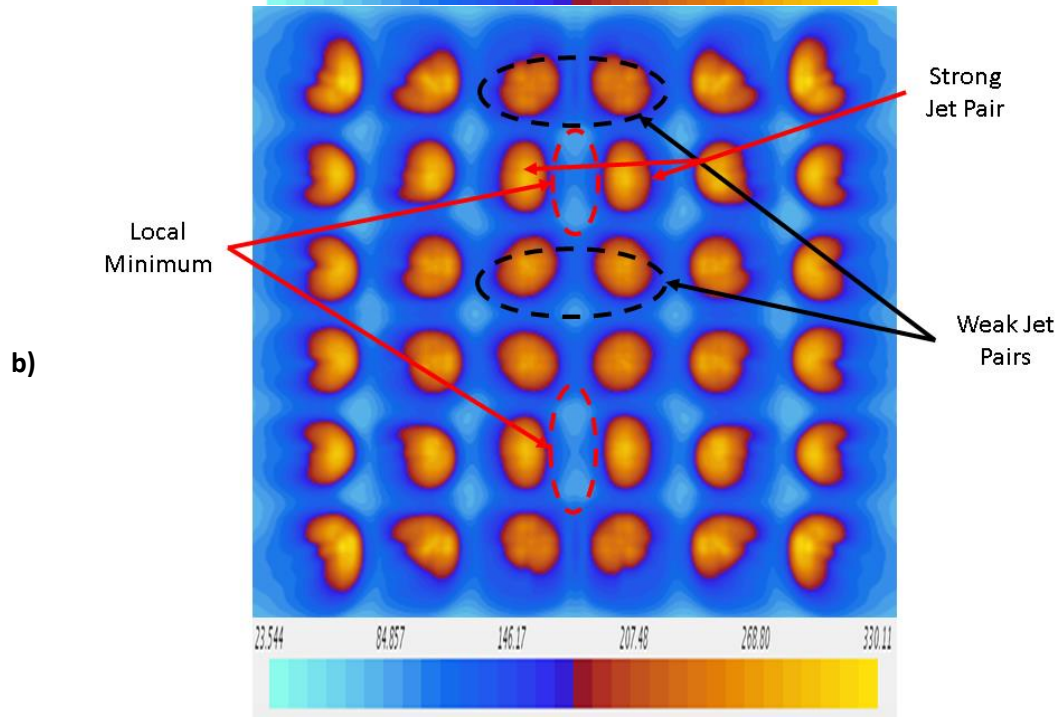 Strong
Jet Pair
Local
Minimum
Weak Jet
Pairs
b)
23.544 84.857 146.17 207.48 268.80 330.11